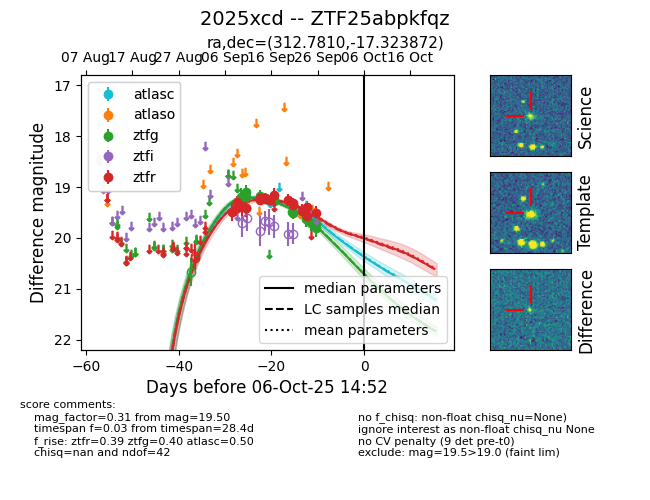 2025xcd -- ZTF25abpkfqz
ra,dec=(312.7810,-17.323872)
07 Aug 17 Aug 27 Aug 06 Sep 16 Sep 26 Sep 06 Oct 16 Oct
17
18
19
20
21
22
Difference magnitude
atlasc
atlaso
ztfg
ztfi
ztfr
median parameters
LC samples median
mean parameters
−60 −40 −20 0
Days before 06-Oct-25 14:52
Science
Template
Difference
score comments:
mag_factor=0.31 from mag=19.50
timespan f=0.03 from timespan=28.4d
f_rise: ztfr=0.39 ztfg=0.40 atlasc=0.50
chisq=nan and ndof=42
no f_chisq: non-float chisq_nu=None)
ignore interest as non-float chisq_nu None
no CV penalty (9 det pre-t0)
exclude: mag=19.5>19.0 (faint lim)